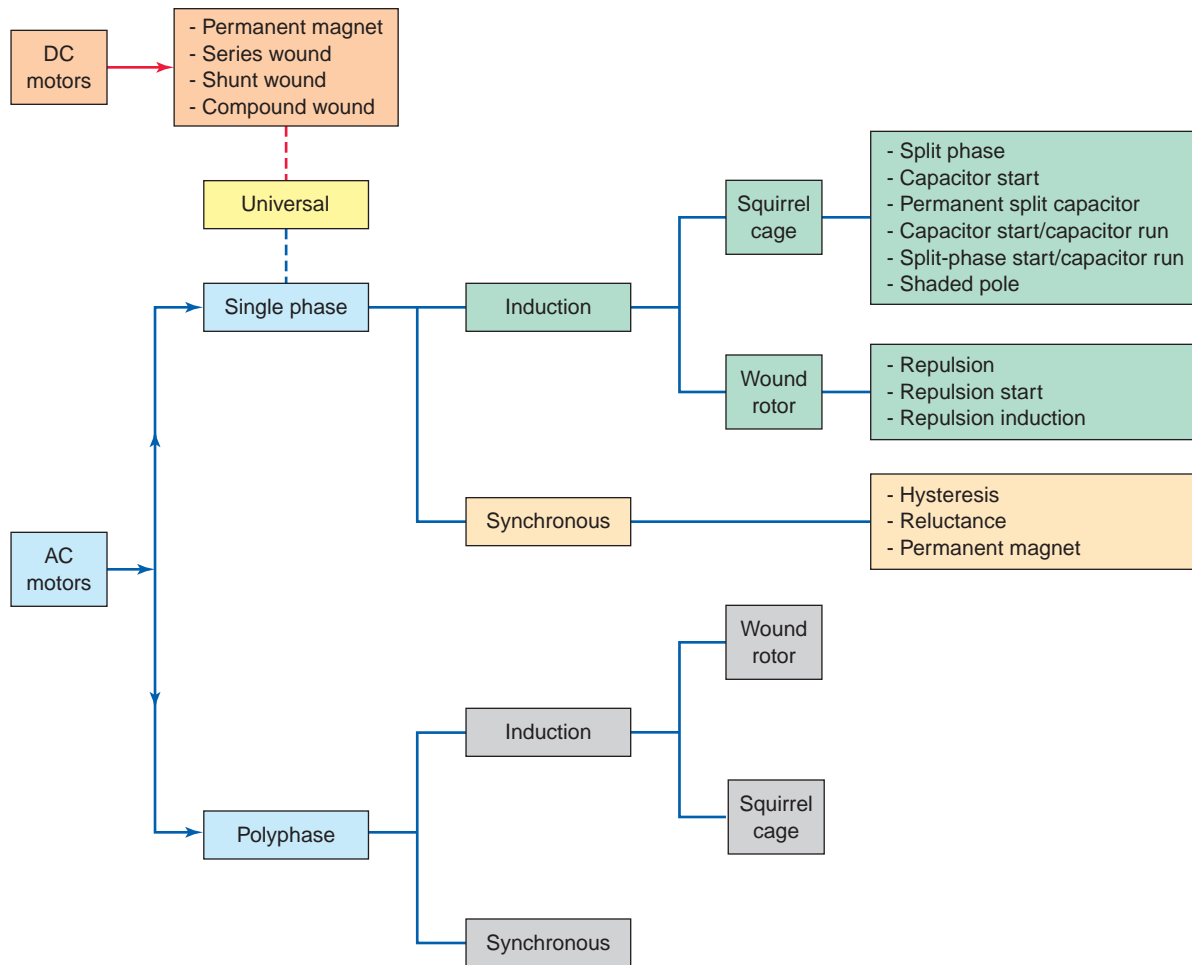 DC
motors
- Permanent magnet
- Series wound
- Shunt wound
- Compound wound
Universal
Single phase
Induction
Squirrel
cage
- Split phase
- Capacitor start
- Permanent split capacitor
- Capacitor start/capacitor run
- Split-phase start/capacitor run
- Shaded pole
Wound
rotor
- Repulsion
- Repulsion start
- Repulsion induction
Synchronous
- Hysteresis
- Reluctance
- Permanent magnet
AC
motors
Polyphase
Induction
Wound
rotor
Squirrel
cage
Synchronous